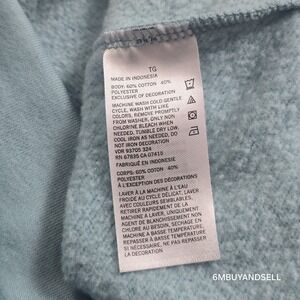 TG
MADE IN INDONESIA
BODY: 60% COTTON 40%
POLYESTER
EXCLUSIVE OF DECORATION
MACHINE WASH COLD GENTLE
CYCLE, WASH WITH LIKE
COLORS, REMOVE PROMPTLY
FROM WASHER, ONLY NON
CHLORINE BLEACH WHEN
NEEDED, TUMBLE DRY LOW,
COOL IRON AS NEEDED, DO
NOT IRON DECORATION
VDR 93705 324
RN 67835 CA 07415
FABRIQUÉ EN INDONESIE
CORPS: 60% COTON 40%
POLYESTER
À L'EXCEPTION DES DÉCORATIONS
LAVER À LA MACHINE À L'EAU
FROIDE AU CYCLE DÉLICAT, LAVER
AVEC COULEURS SEMBLABLES,
RETIRER RAPIDEMENT DE LA
MACHINE À LAVER, UNIQUEMENT
AGENT DE BLANCHIMENT NON
CHLORÉ AU BESOIN, SÉCHAGE
EN MACHINE À BASSE TEMPÉRATURE,
REPASSER À BASSE TEMPÉRATURE
SI NÉCESSAIRE, NE PAS REPASSER
LA DÉCORATION
6MBUYANDSELL